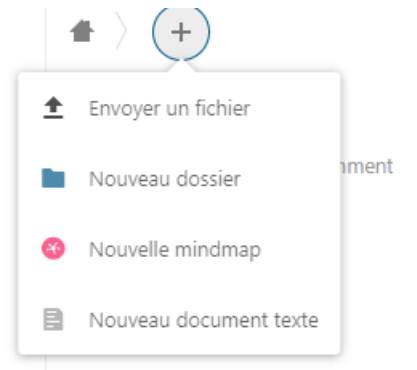 Envoyer un fichier
Nouveau dossier
Nouvelle mindmap
Nouveau document texte